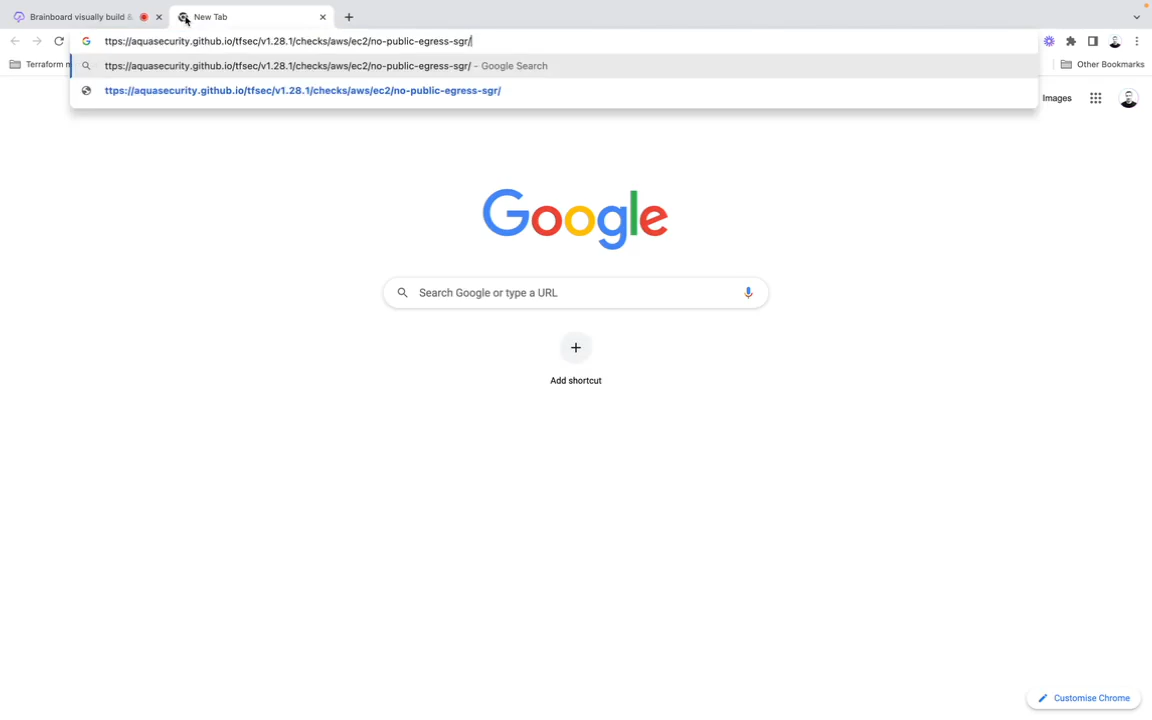 Brainboard visually build &
New Tab
ttps://aquasecurity.github.io/tfsec/v1.28.1/checks/aws/ec2/no-public-egress-sgr/
Terraform
ttps://aquasecurity.github.io/tfsec/v1.28.1/checks/aws/ec2/no-public-egress-sgr/ - Google Search
Other Bookmarks
ttps://aquasecurity.github.io/tfsec/v1.28.1/checks/aws/ec2/no-public-egress-sgr/
Images
Google
Search Google or type a URL
Add shortcut
Customise Chrome